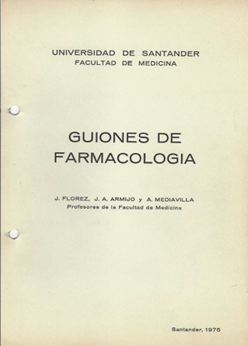 UNIVERSIDAD DE SANTANDER
FACULTAD DE MEDICINA
GUIONES DE
FARMACOLOGIA
J. FLOREZ, J. A. ARMIJO y A. MEDIAVILLA
Profesores de la Facultad de Medicina
Santander, 1975